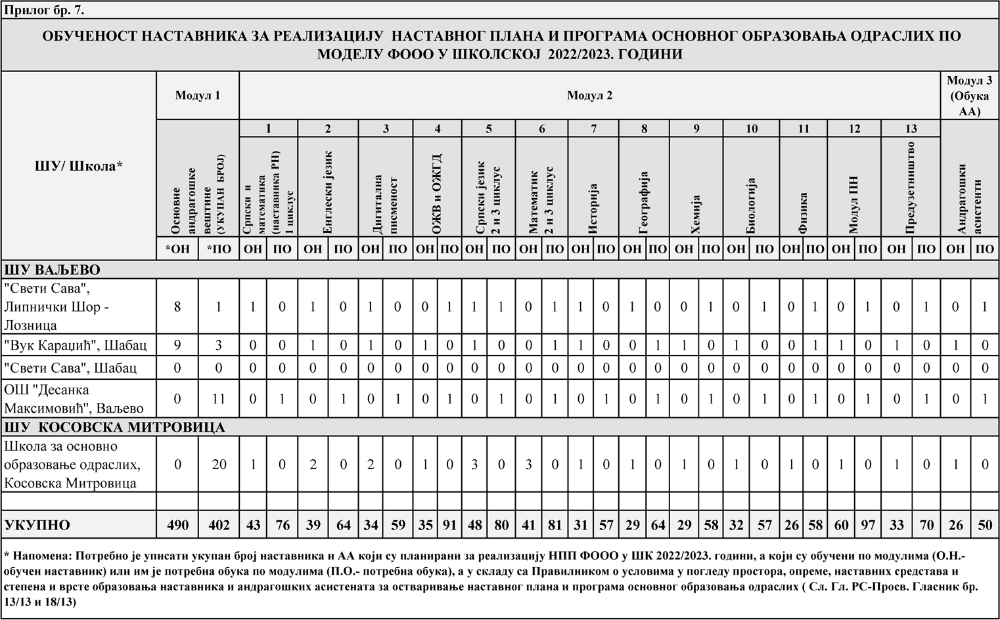 Прилог бр. 7.
ОБУЧЕНОСТ НАСТАВНИКА ЗА РЕАЛИЗАЦИЈУ НАСТАВНОГ ПЛАНА И ПРОГРАМА ОСНОВНОГ ОБРАЗОВАЊА ОДРАСЛИХ ПО
МОДЕЛУ ФООО У ШКОЛСКОЈ 2022/2023. ГОДИНИ
ШУ/ Школа*
Модул 1
Модул 2
Модул 3
(Обука
АА)
1 2 3 4 5 6 7 8 9 10 11 12 13
Основне
андрагошке
вештине
(УКУПАН БРОЈ)
Српски и
математика
(наставника РН)
1 циклус
Енглески језик
Дигитална
писменост
ОЖВ и ОЖГД
Српски језик
2 и 3 циклус
Математик
2 и 3 циклус
Историја
Географија
Хемија
Биологија
Физика
Модул ПН
Предузетништво
Андрагошки
асистенти
*ОН *ПО ОН ПО ОН ПО ОН ПО ОН ПО ОН ПО ОН ПО ОН ПО ОН ПО ОН ПО ОН ПО ОН ПО ОН ПО ОН ПО ОН ПО
ШУ ВАЉЕВО
"Свети Сава",
Липнички Шор -
Лозница
8 1 1 0 1 0 1 0 0 1 1 1 0 1 1 0 1 0 0 1 0 1 0 1 0 1 0 1 0 1
"Вук Караџић", Шабац 9 3 0 0 1 0 1 0 1 0 1 0 0 1 1 0 0 1 1 0 1 0 0 1 1 0 1 0 1 0
"Свети Сава", Шабац 0 0 0 0 0 0 0 0 0 0 0 0 0 0 0 0 0 0 0 0 0 0 0 0 0 0 0 0 0 0
ОШ "Десанка
Максимовић", Ваљево
0 11 0 1 0 1 0 1 0 1 0 1 0 1 0 1 0 1 0 1 0 1 0 1 0 1 0 1 0 1
ШУ КОСОВСКА МИТРОВИЦА
Школа за основно
образовање одраслих,
Косовска Митровица
0 20 1 0 2 0 2 0 1 0 3 0 3 0 1 0 1 0 1 0 1 0 1 0 1 0 1 0 1 0
УКУПНО 490 402 43 76 39 64 34 59 35 91 48 80 41 81 31 57 29 64 29 58 32 57 26 58 60 97 33 70 26 50
* Напомена: Потребно је уписати укупан број наставника и АА који су планирани за реализацију НПП ФООО у ШК 2022/2023. години, а који су обучени по модулима (О.Н.-
обучен наставник) или им је потребна обука по модулима (П.О.- потребна обука), а у складу са Правилником о условима у погледу простора, опреме, наставних средстава и
степена и врсте образовања наставника и андрагошких асистената за остваривање наставног плана и програма основног образовања одраслих ( Сл. Гл. РС-Просв. Гласник бр.
13/13 и 18/13)